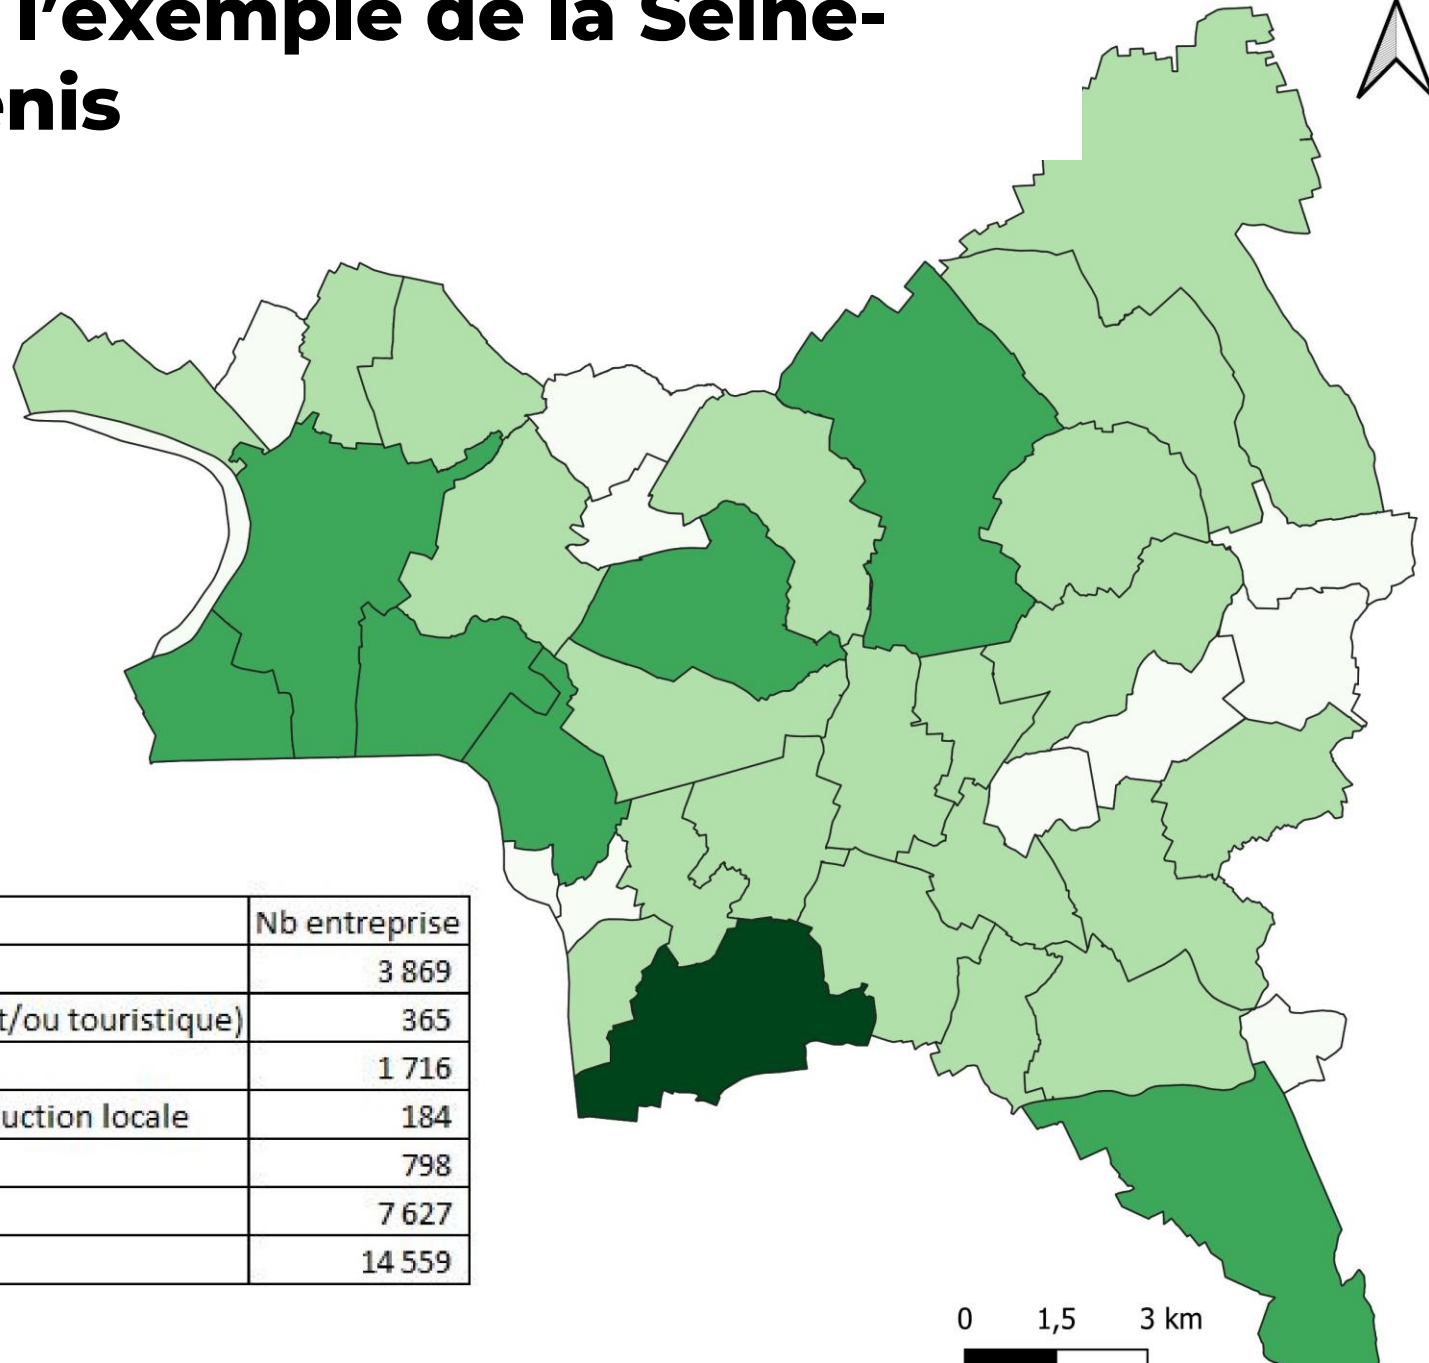 l'exemple de la Seine-
enis
Nb entreprise
3 869
t/ou touristique) 365
1 716
uction locale 184
798
7 627
14 559
0 1,5 3 km